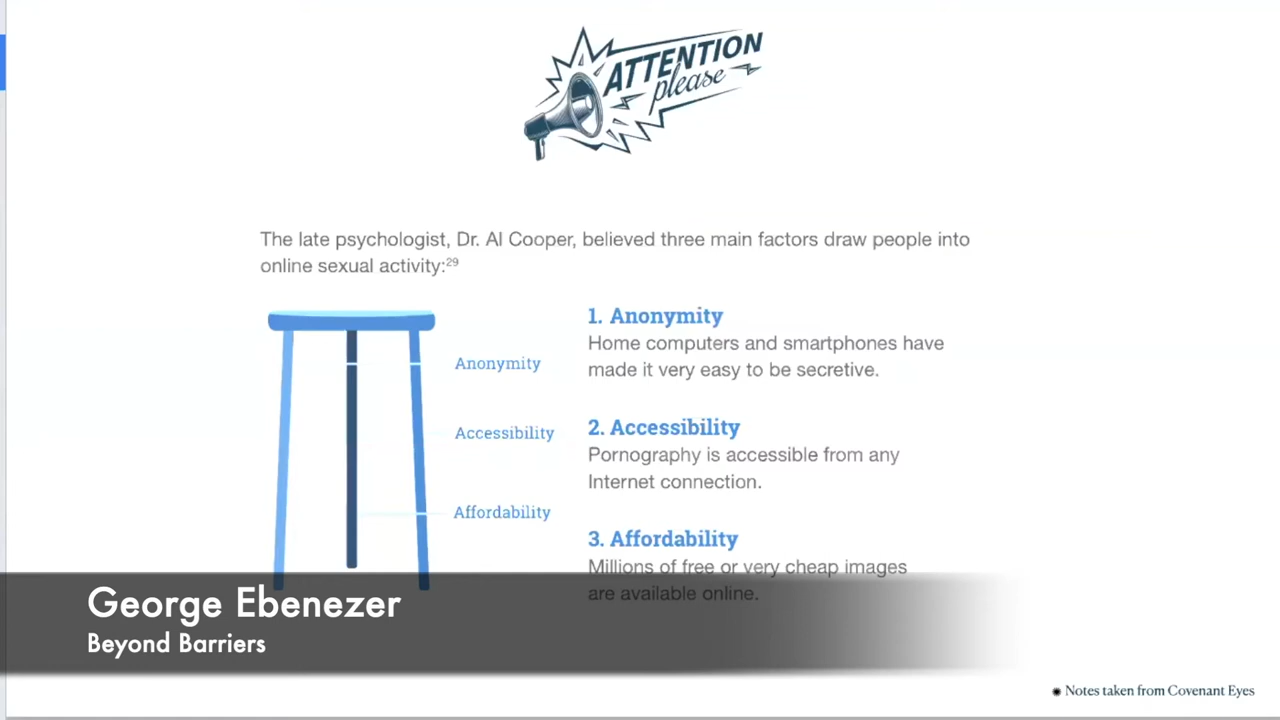 ATTENTION
please
The late psychologist, Dr. Al Cooper, believed three main factors draw people into
online sexual activity:29
Anonymity
Accessibility
Affordability
1. Anonymity
Home computers and smartphones have
made it very easy to be secretive.
2. Accessibility
Pornography is accessible from any
Internet connection.
3. Affordability
Millions of free or very cheap images
are available online.
George Ebenezer
Beyond Barriers
Notes taken from Covenant Eyes